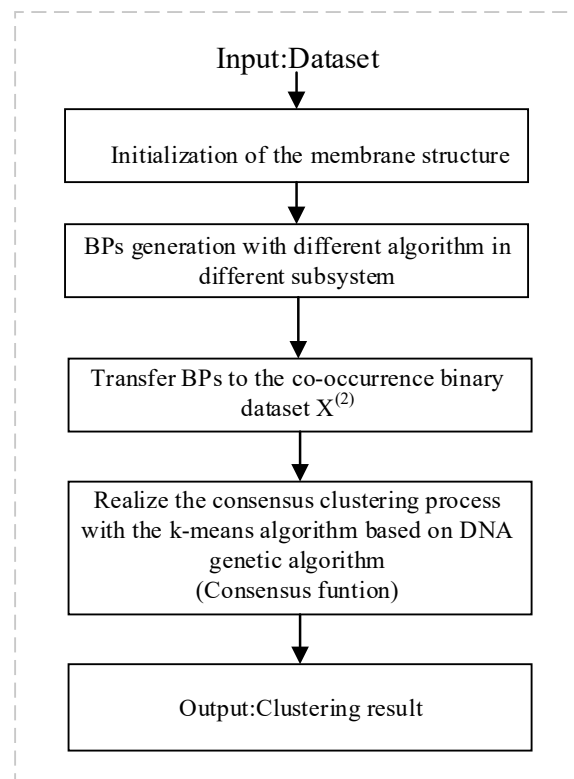 Input:Dataset
Initialization of the membrane structure
BPs generation with different algorithm in
different subsystem
Transfer BPs to the co-occurrence binary
dataset X⁽²⁾
Realize the consensus clustering process
with the k-means algorithm based on DNA
genetic algorithm
(Consensus funtion)
Output:Clustering result